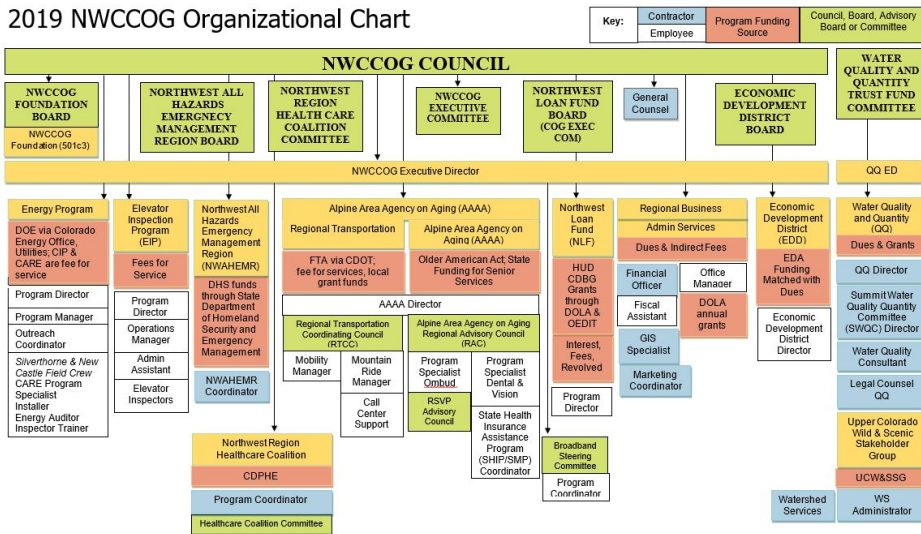 2019 NWCCOG Organizational Chart
Key:
Contractor
Employee
Program Funding
Source
Council, Board, Advisory
Board or Committee
NWCCOG COUNCIL
NWCCOG
FOUNDATION
BOARD
NWCCOG
Foundation (501c3)
NORTHWEST ALL
HAZARDS
EMERGNECY
MANAGEMENT
REGION BOARD
NORTHWEST
REGION
HEALTH CARE
COALITION
COMMITTEE
NWCCOG
EXECUTIVE
COMMITTEE
NORTHWEST
LOAN FUND
BOARD
(COG EXEC
COM)
General
Counsel
ECONOMIC
DEVELOPMENT
DISTRICT
BOARD
WATER
QUALITY AND
QUANTITY
TRUST FUND
COMMITTEE
NWCCOG Executive Director
QQ ED
Energy Program
DOE via Colorado
Energy Office,
Utilities; CIP &
CARE are fee for
service
Program Director
Program Manager
Outreach
Coordinator
Silverthorne & New
Castle Field Crew
CARE Program
Specialist
Installer
Energy Auditor
Inspector Trainer
Elevator
Inspection
Program (EIP)
Fees for
Service
Program
Director
Operations
Manager
Admin
Assistant
Elevator
Inspectors
Northwest All
Hazards
Emergency
Management
Region
(NWAHEMR)
DHS funds
through State
Department
of Homeland
Security and
Emergency
Management
NWAHEMR
Coordinator
Northwest Region
Healthcare Coalition
CDPHE
Program Coordinator
Healthcare Coalition Committee
Alpine Area Agency on Aging (AAAA)
Regional Transportation
FTA via CDOT;
fee for services, local
grant funds
Alpine Area Agency on
Aging (AAAA)
Older American Act; State
Funding for Senior
Services
AAAA Director
Regional Transportation
Coordinating Council
(RTCC)
Mobility
Manager
Mountain
Ride
Manager
Call
Center
Support
Alpine Area Agency on Aging
Regional Advisory Council
(RAC)
Program
Specialist
Ombud
RSVP
Advisory
Council
Program
Specialist
Dental &
Vision
State Health
Insurance
Assistance
Program
(SHIP/SMP)
Coordinator
Northwest
Loan Fund
(NLF)
HUD
CDBG
Grants
through
DOLA &
OEDIT
Interest,
Fees,
Revolved
Program
Director
Broadband
Steering
Committee
Program
Coordinator
Regional Business
Admin Services
Dues & Indirect Fees
Financial
Officer
Fiscal
Assistant
GIS
Specialist
Marketing
Coordinator
Office
Manager
DOLA
annual
grants
Economic
Development
District
(EDD)
EDA
Funding
Matched with
Dues
Economic
Development
District
Director
Water Quality
and Quantity
(QQ)
Dues & Grants
QQ Director
Summit Water
Quality Quantity
Committee
(SWQC) Director
Water Quality
Consultant
Legal Counsel
QQ
Upper Colorado
Wild & Scenic
Stakeholder
Group
UCW&SSG
Watershed
Services
WS
Administrator